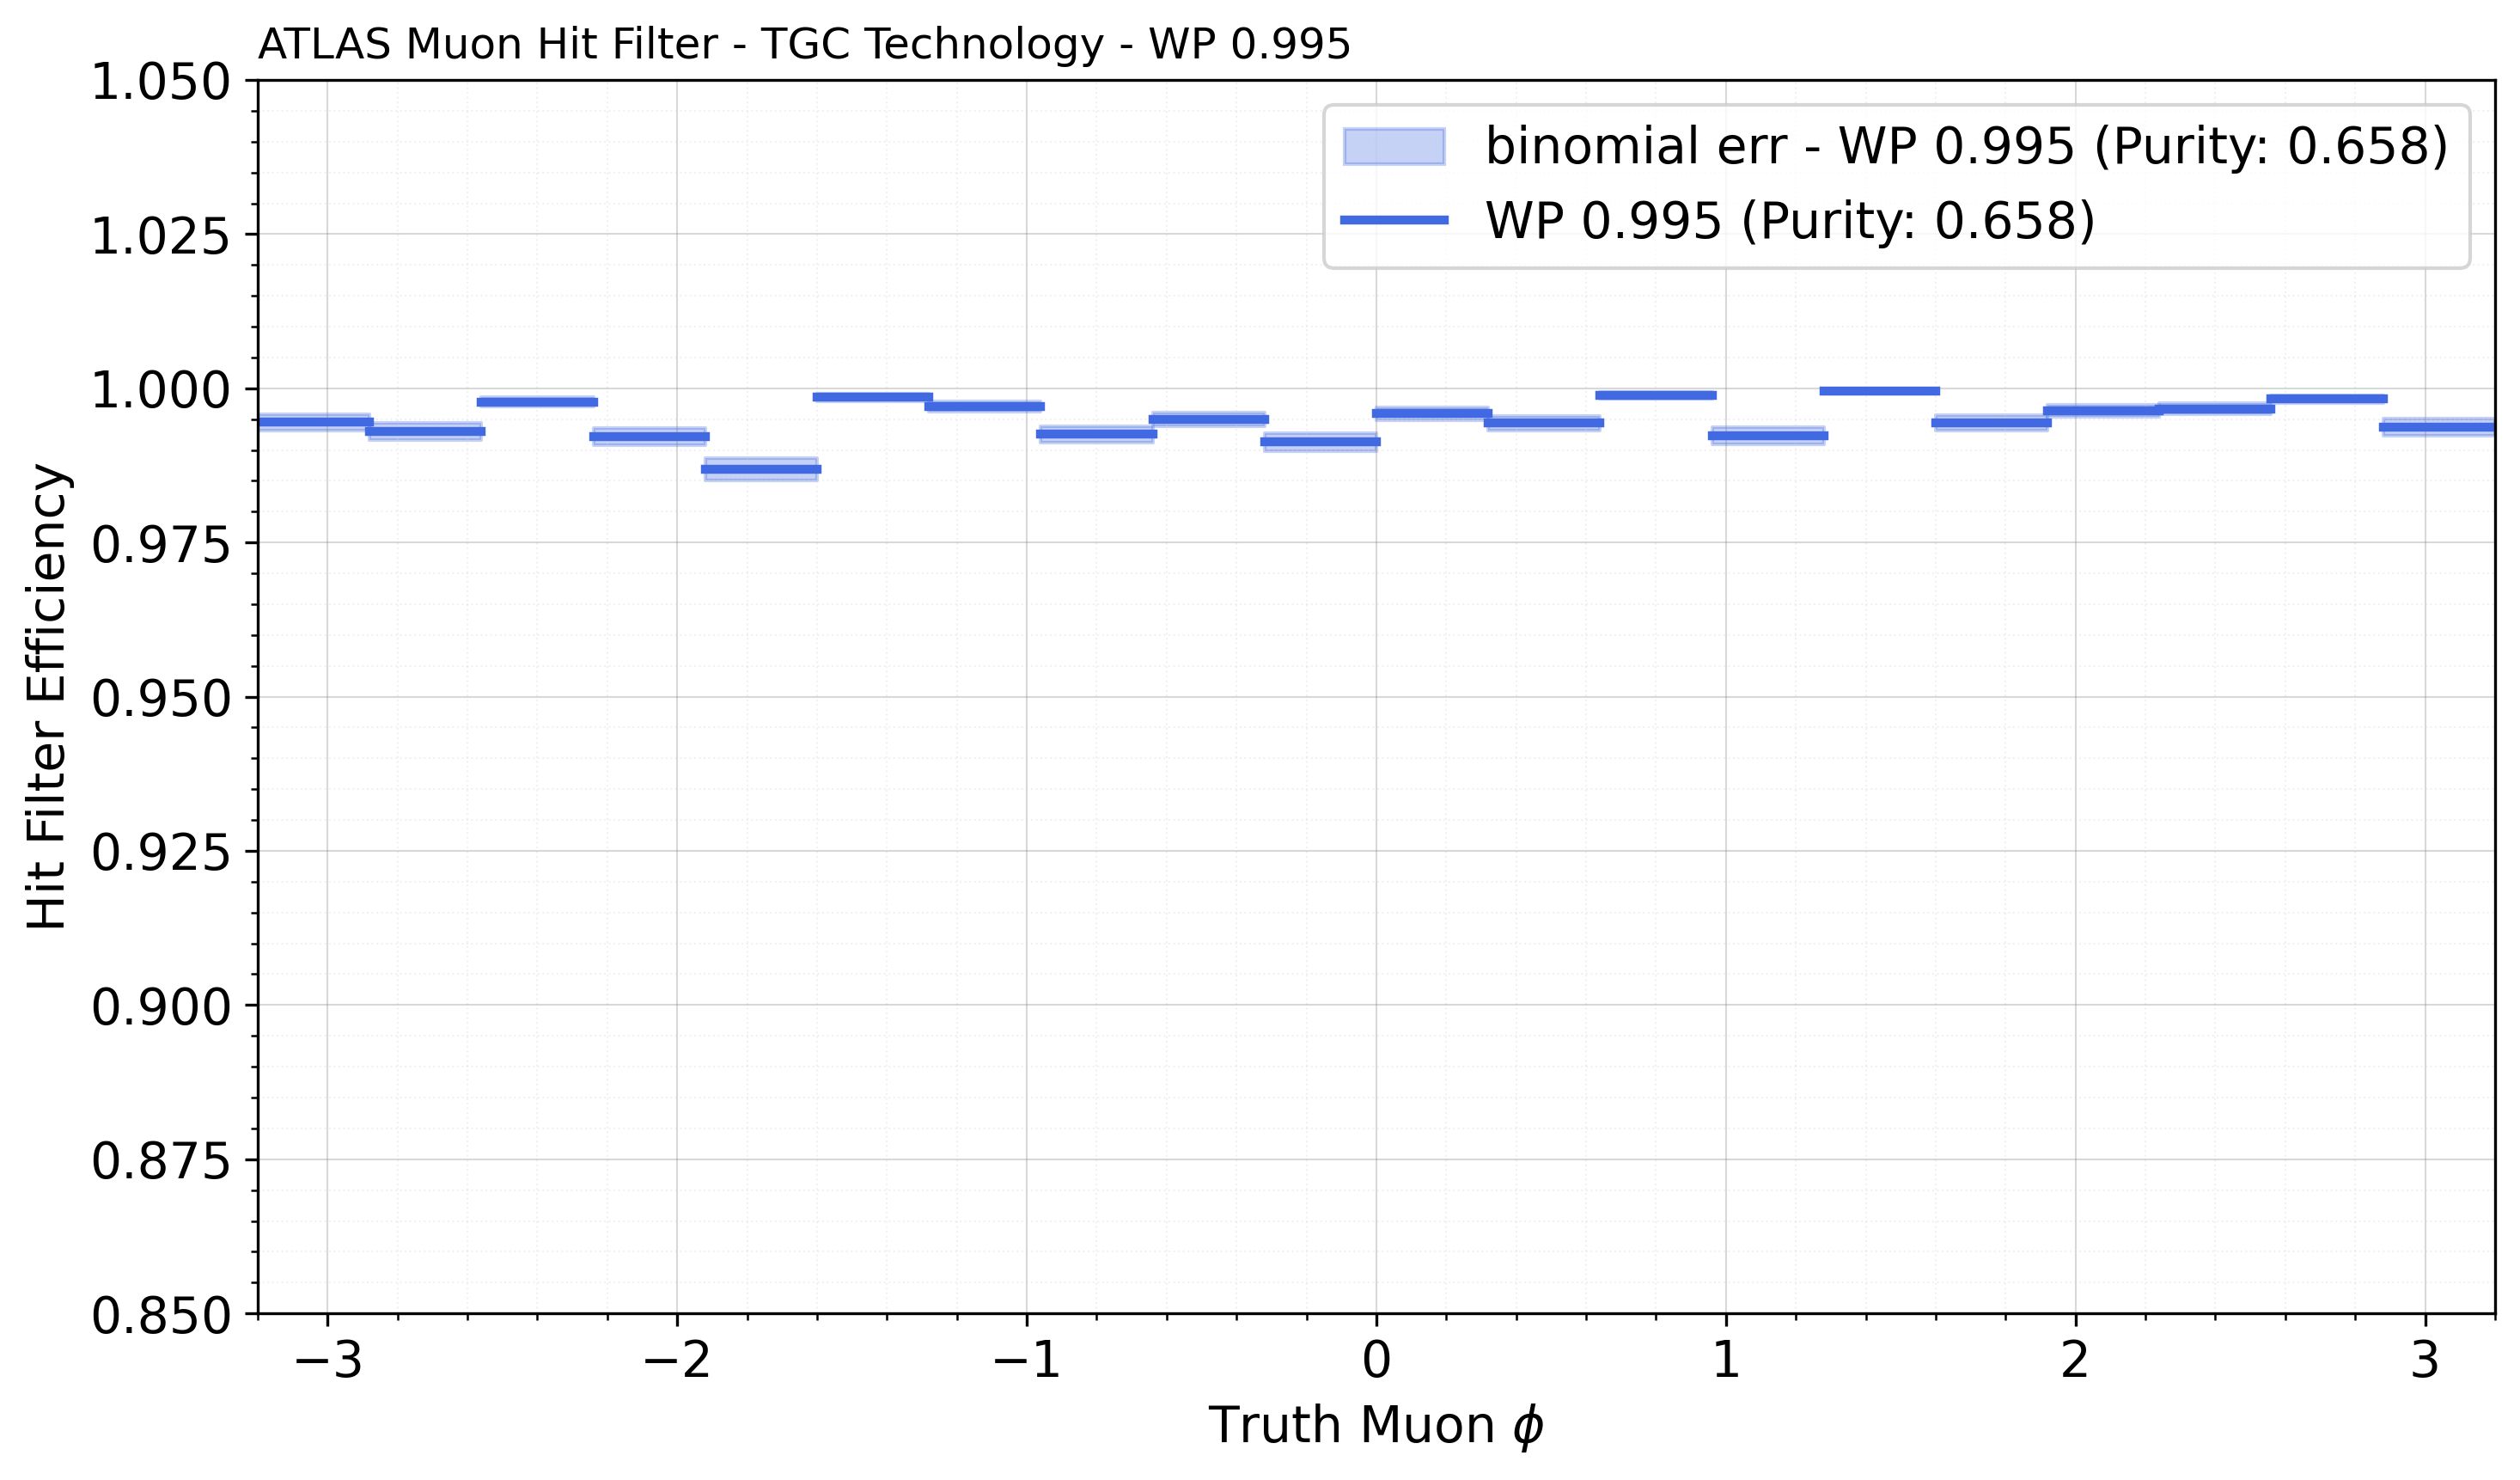 ATLAS Muon Hit Filter - TGC Technology - WP 0.995
1.050
1.025
1.000
0.975
0.950
0.925
0.900
0.875
0.850
Hit Filter Efficiency
binomial err - WP 0.995 (Purity: 0.658)
WP 0.995 (Purity: 0.658)
−3 −2 −1 0 1 2 3
Truth Muon ϕ